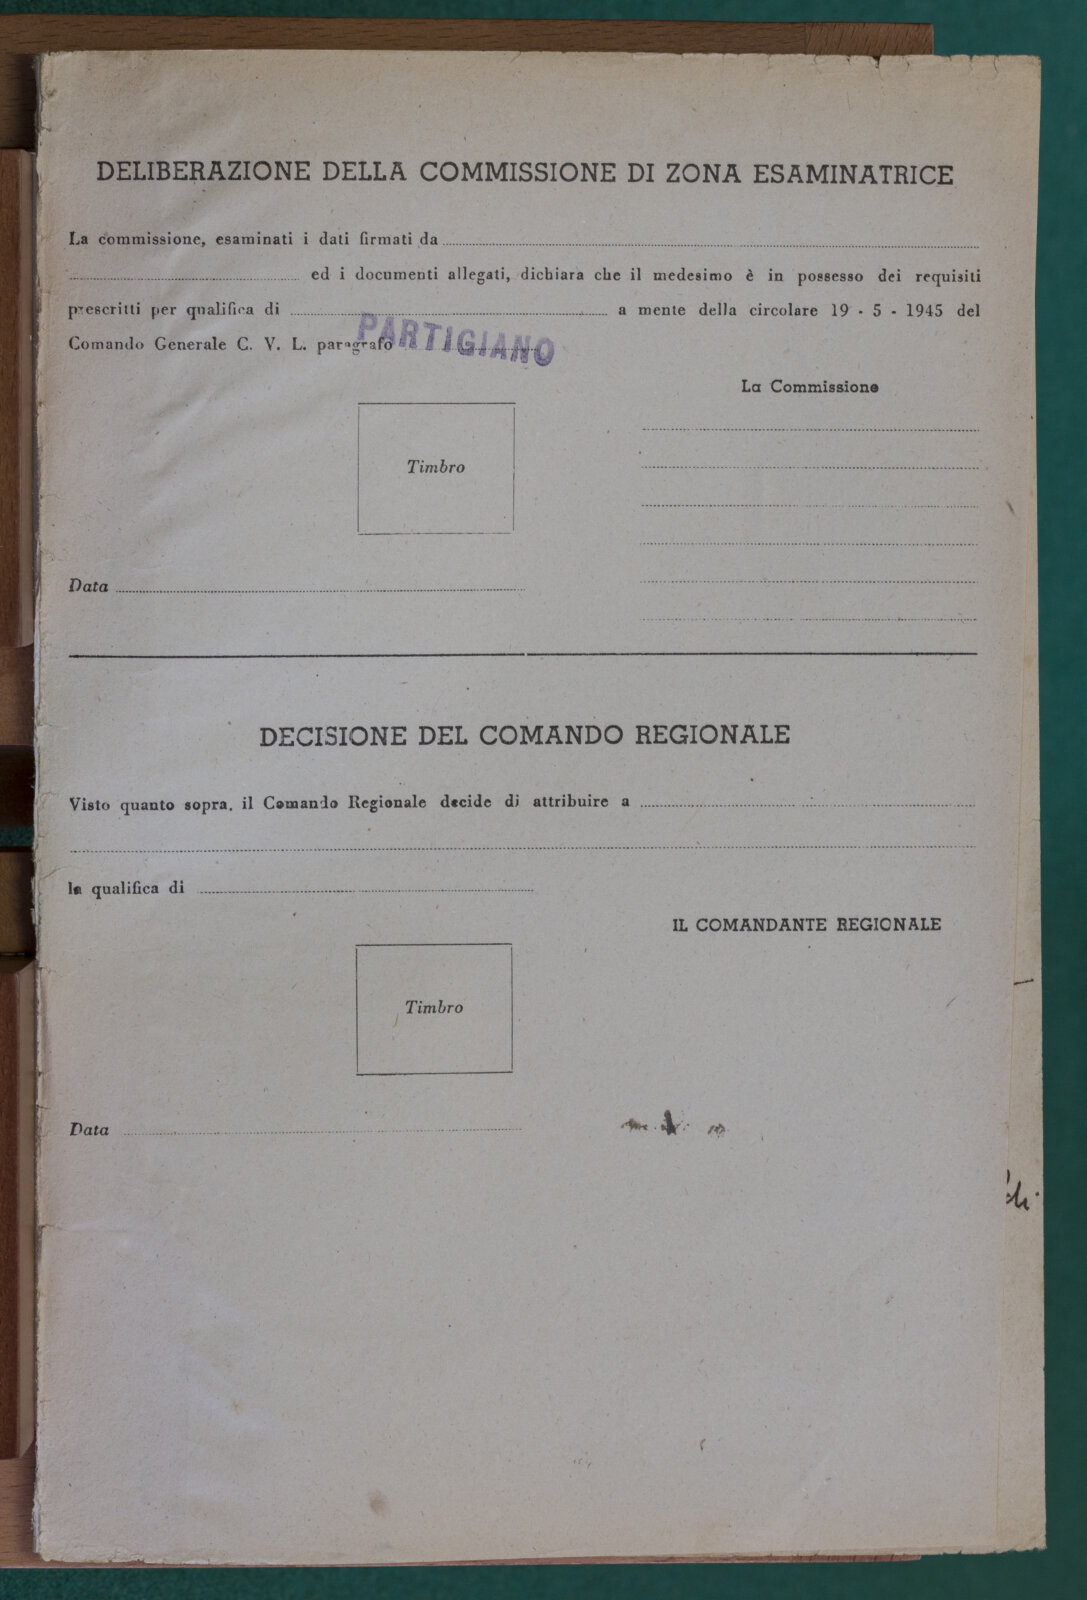 DELIBERAZIONE DELLA COMMISSIONE DI ZONA ESAMINATRICE
La commissione, esaminati i dati firmati da
ed i documenti allegati, dichiara che il medesimo è in possesso dei requisiti
prescritti per qualifica di a mente della circolare 19 - 5 - 1945 del
Comando Generale C. V. L. paragrafo
PARTIGIANO
La Commissione
Timbro
Data
DECISIONE DEL COMANDO REGIONALE
Visto quanto sopra, il Comando Regionale decide di attribuire a
la qualifica di
IL COMANDANTE REGIONALE
Timbro
Data